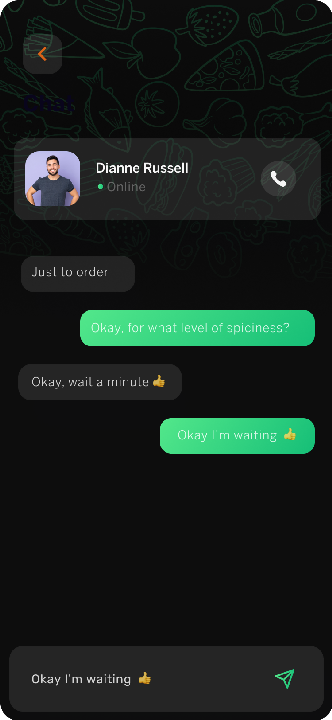 Chat
Dianne Russell
Online
Just to order
Okay, for what level of spiciness?
Okay, wait a minute 👍
Okay I'm waiting 👍
Okay I'm waiting 👍